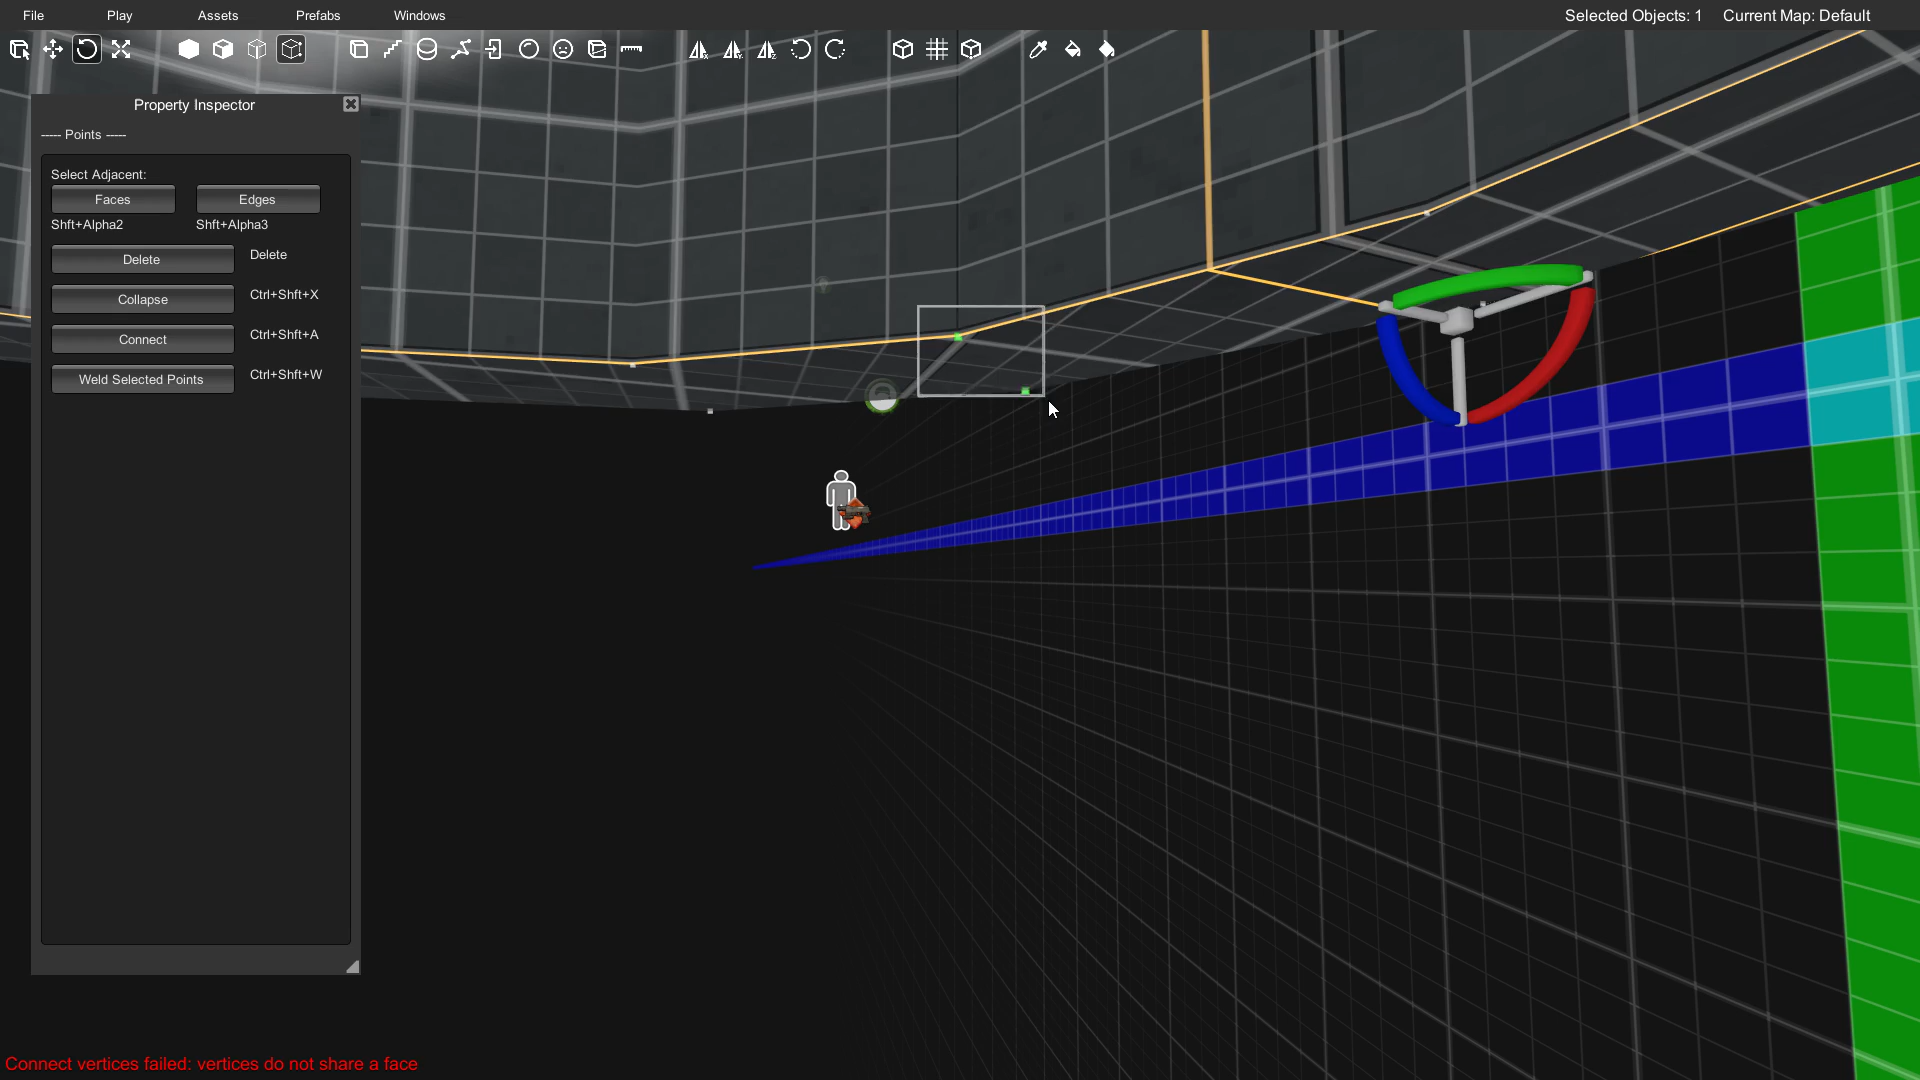 File Play Assets Prefabs Windows Selected Objects: 1 Current Map: Default
Property Inspector
----- Points -----
Select Adjacent:
Faces Edges
Shft+Alpha2 Shft+Alpha3
Delete Delete
Collapse Ctrl+Shft+X
Connect Ctrl+Shft+A
Weld Selected Points Ctrl+Shft+W
Connect vertices failed: vertices do not share a face